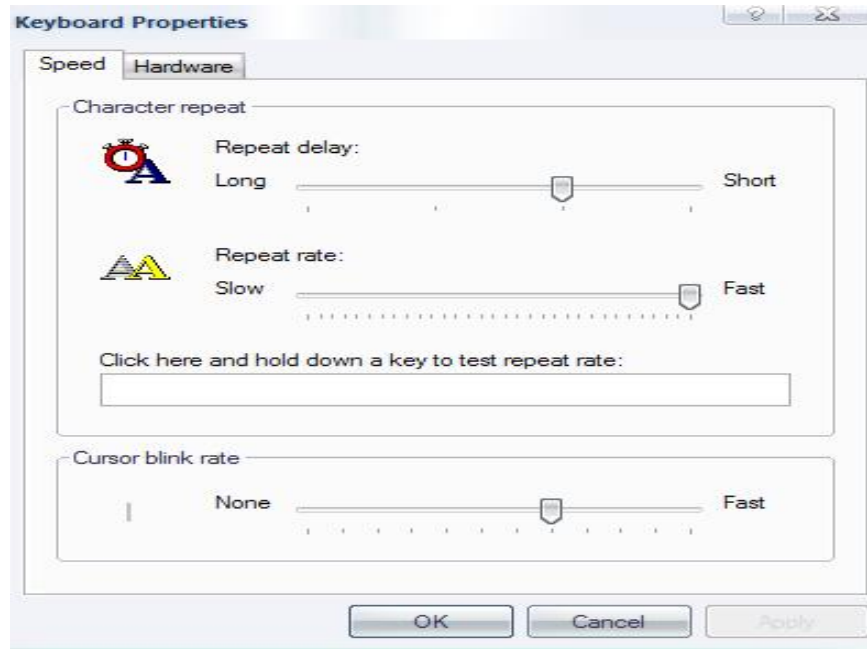 Keyboard Properties
Speed Hardware
Character repeat
Repeat delay:
Long Short
Repeat rate:
Slow Fast
Click here and hold down a key to test repeat rate:
Cursor blink rate
None Fast
OK Cancel Apply